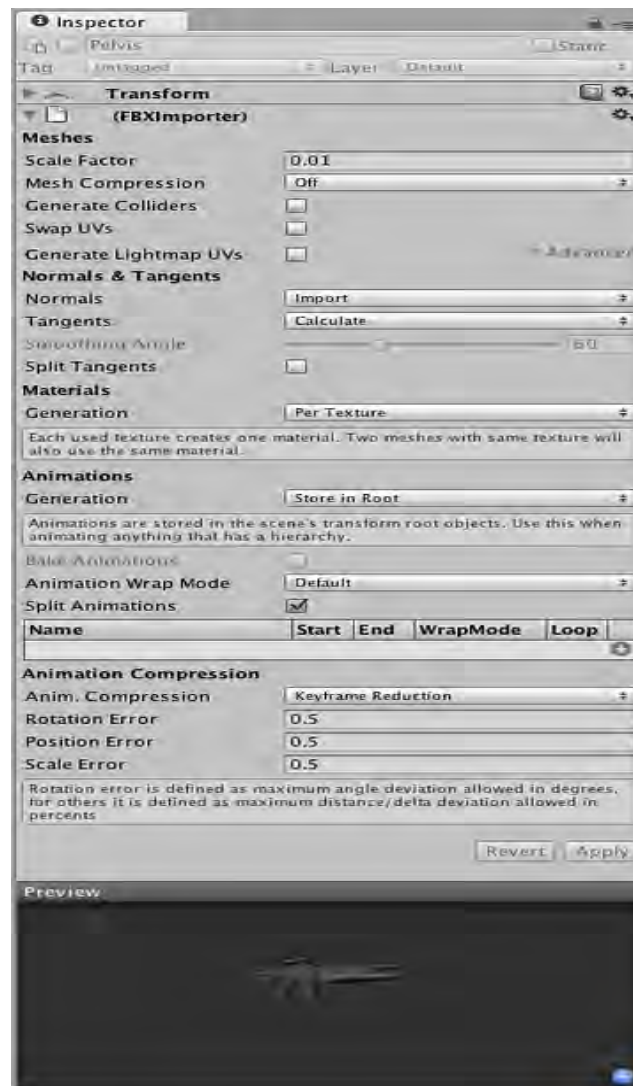 Inspector
Pelvis Static
Tag Untagged Layer Default
Transform
(FBXImporter)
Meshes
Scale Factor 0.01
Mesh Compression Off
Generate Colliders
Swap UVs
Generate Lightmap UVs Advanced
Normals & Tangents
Normals Import
Tangents Calculate
Smoothing Angle 60
Split Tangents
Materials
Generation Per Texture
Each used texture creates one material. Two meshes with same texture will
also use the same material.
Animations
Generation Store in Root
Animations are stored in the scene's transform root objects. Use this when
animating anything that has a hierarchy.
Bake Animations
Animation Wrap Mode Default
Split Animations
Name Start End WrapMode Loop
Animation Compression
Anim. Compression Keyframe Reduction
Rotation Error 0.5
Position Error 0.5
Scale Error 0.5
Rotation error is defined as maximum angle deviation allowed in degrees,
for others it is defined as maximum distance/delta deviation allowed in
percents
Revert Apply
Preview